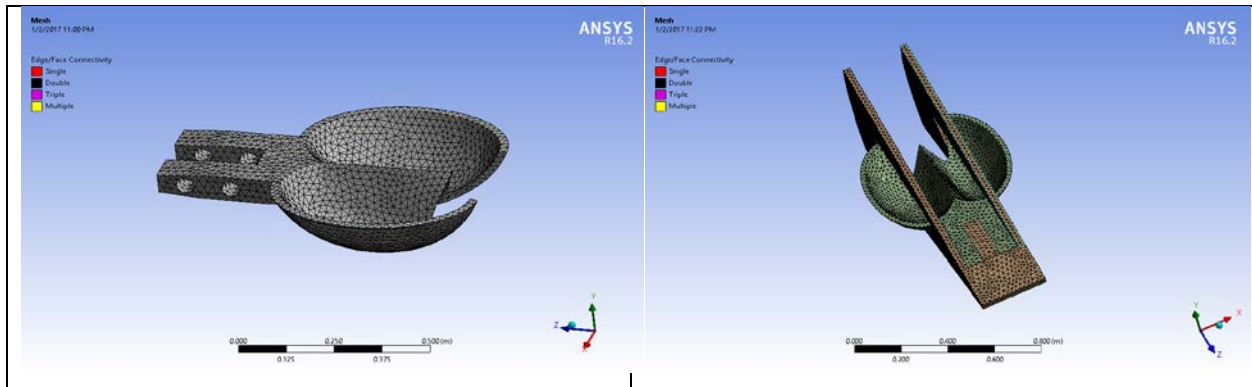 Mesh
1/2/2017 11:00 PM
ANSYS
R16.2
Edge/Face Connectivity
Single
Double
Triple
Multiple
Y
Z
X
0.000
0.250
0.500 (m)
0.125
0.375
Mesh
1/2/2017 11:22 PM
ANSYS
R16.2
Edge/Face Connectivity
Single
Double
Triple
Multiple
Y
X
Z
0.000
0.400
0.800 (m)
0.200
0.600